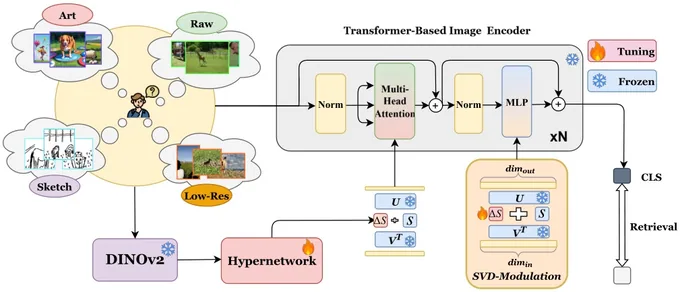 Art
Raw
?
Sketch
Low-Res
DINOv2
Hypernetwork
Transformer-Based Image Encoder
Norm
Multi-
Head
Attention
+
Norm
MLP
+
xN
Tuning
Frozen
U
ΔS
S
V^T
dim_out
U
ΔS
S
V^T
dim_in
SVD-Modulation
CLS
Retrieval